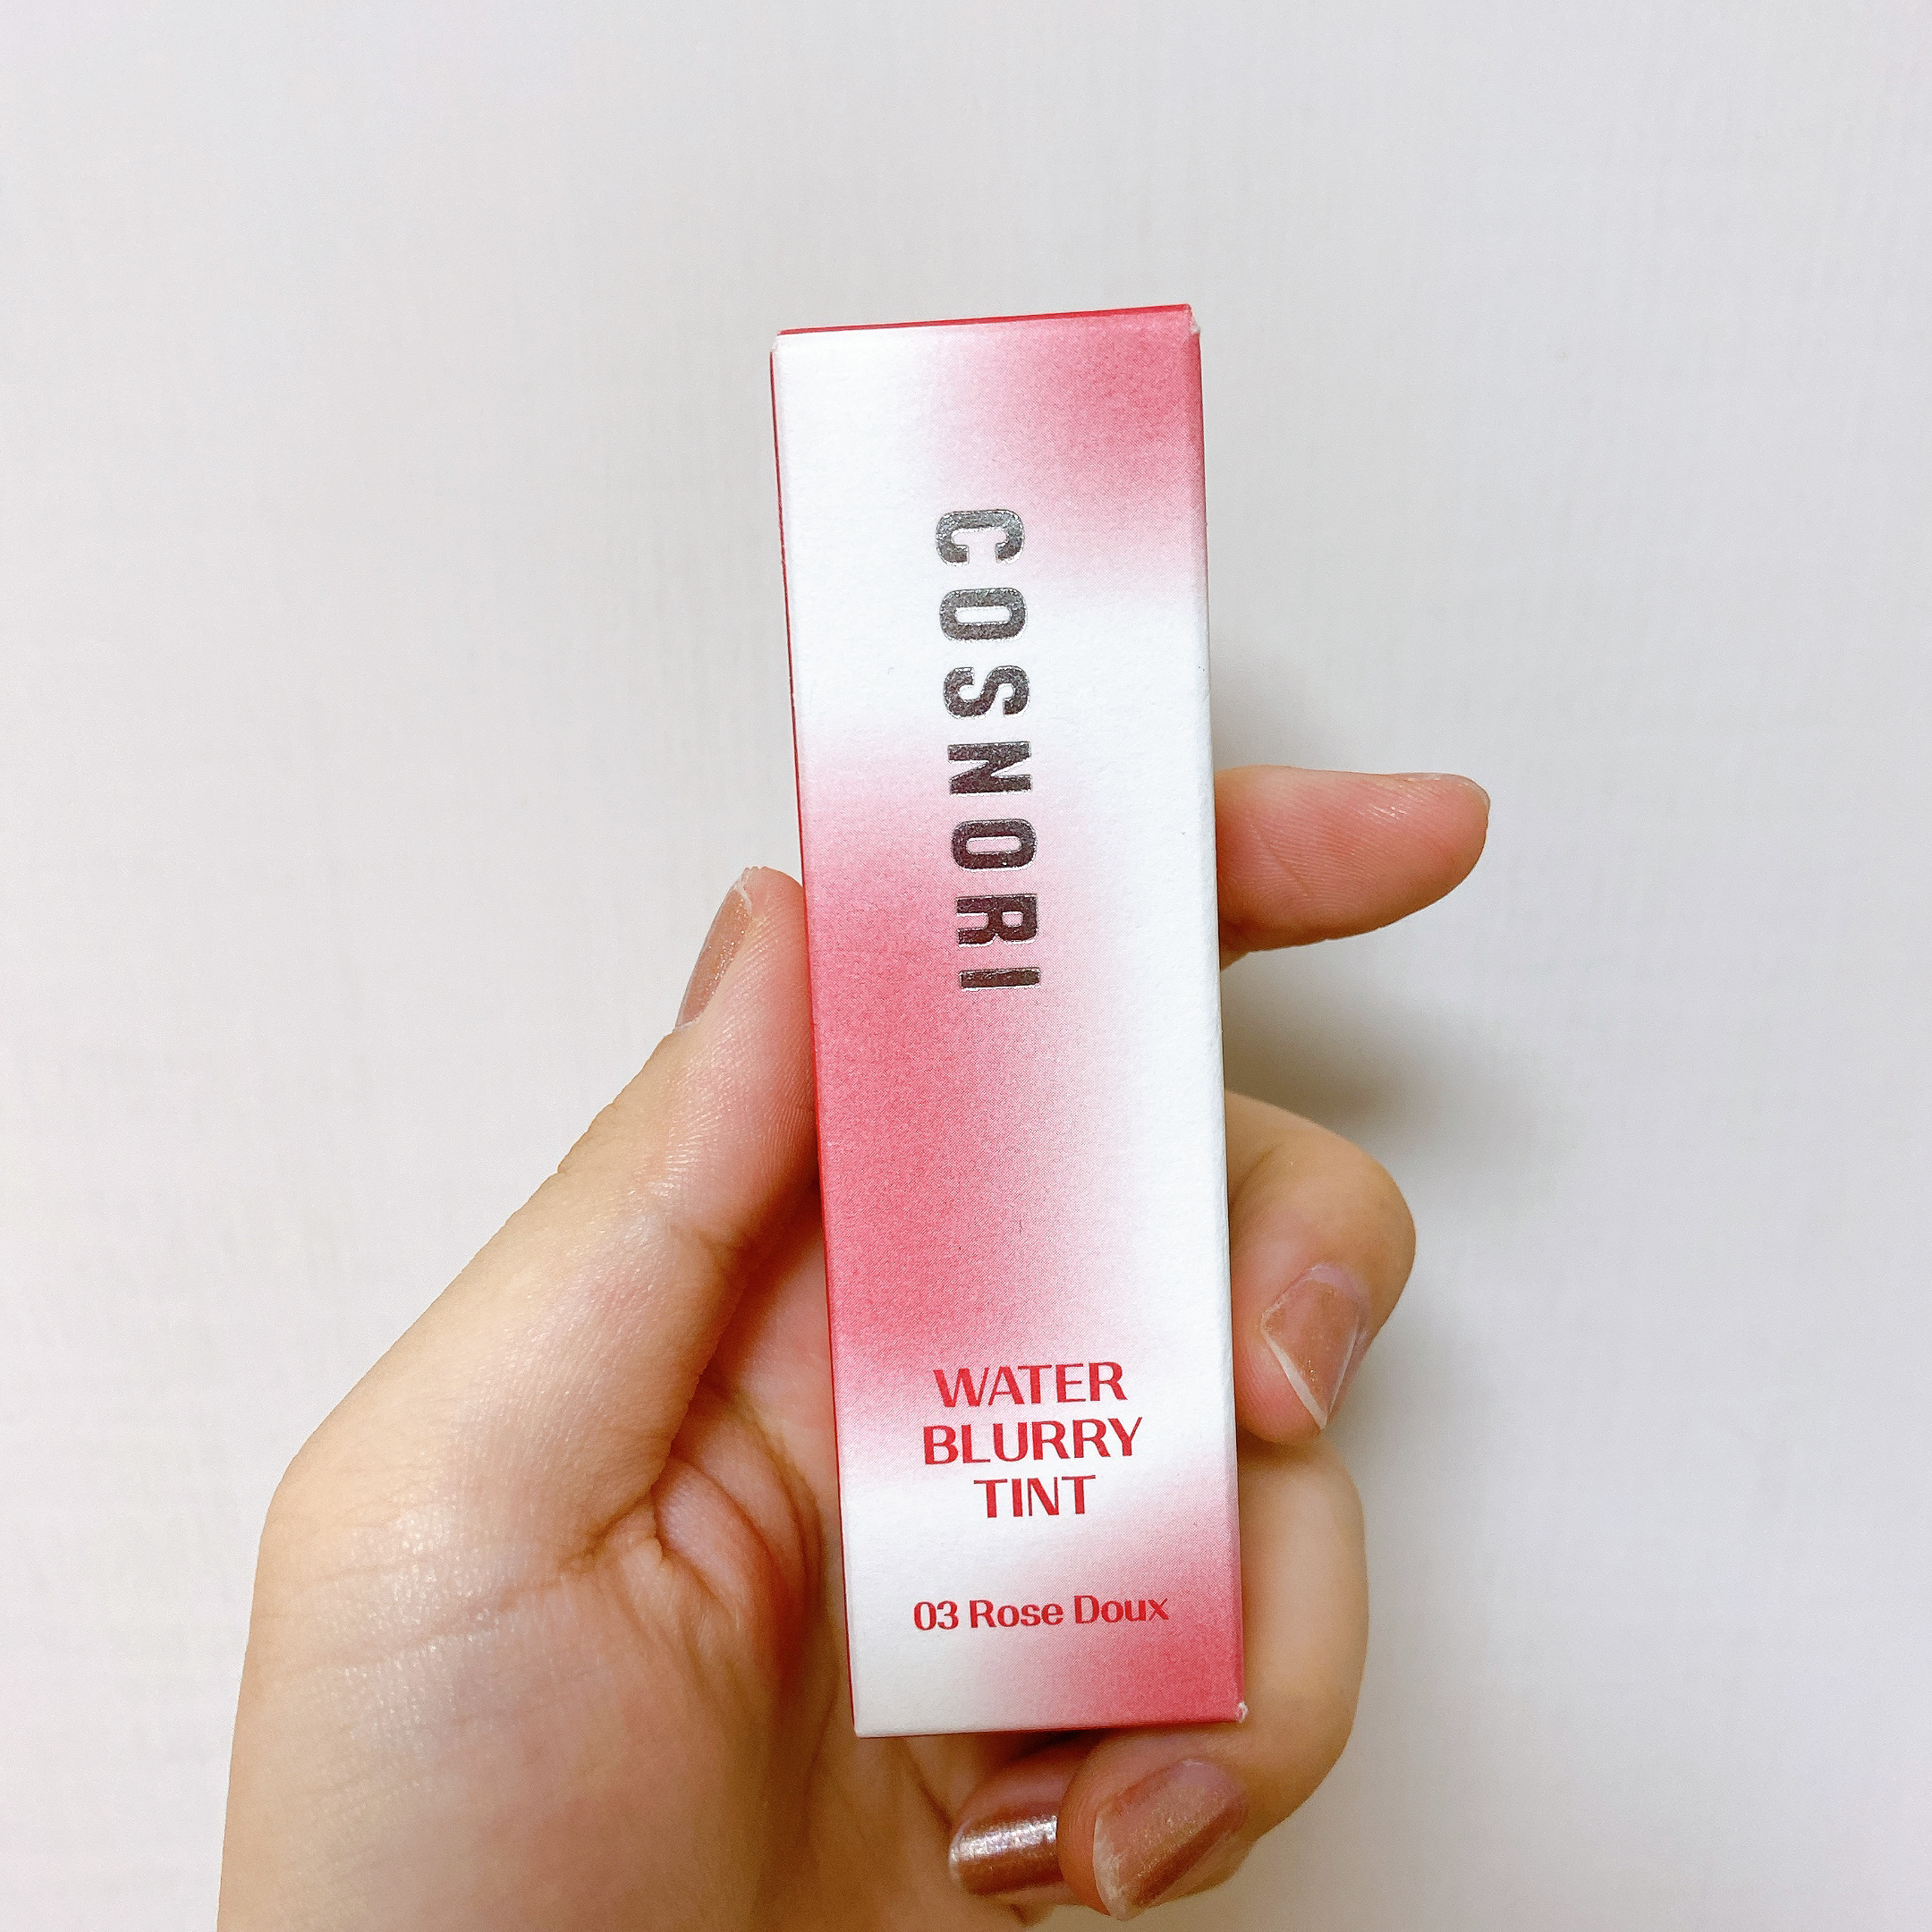 COSNORI
WATER
BLURRY
TINT
03 Rose Doux